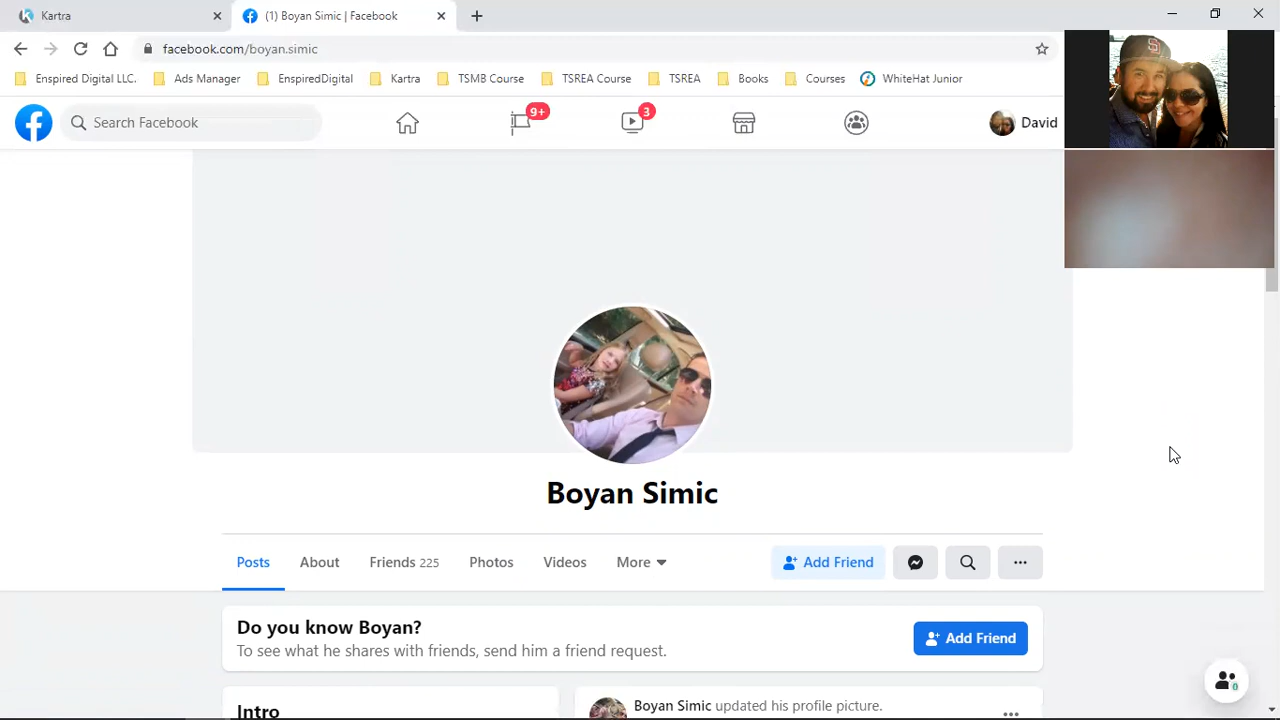 Kartra
(1) Boyan Simic | Facebook
facebook.com/boyan.simic
Enspired Digital LLC. Ads Manager EnspiredDigital Kartra TSMB Course TSREA Course TSREA Books Courses WhiteHat Junior
Search Facebook 9+ 3 David
S
Boyan Simic
Posts About Friends 225 Photos Videos More Add Friend
Do you know Boyan?
To see what he shares with friends, send him a friend request.
Add Friend
0
Intro
Boyan Simic updated his profile picture.